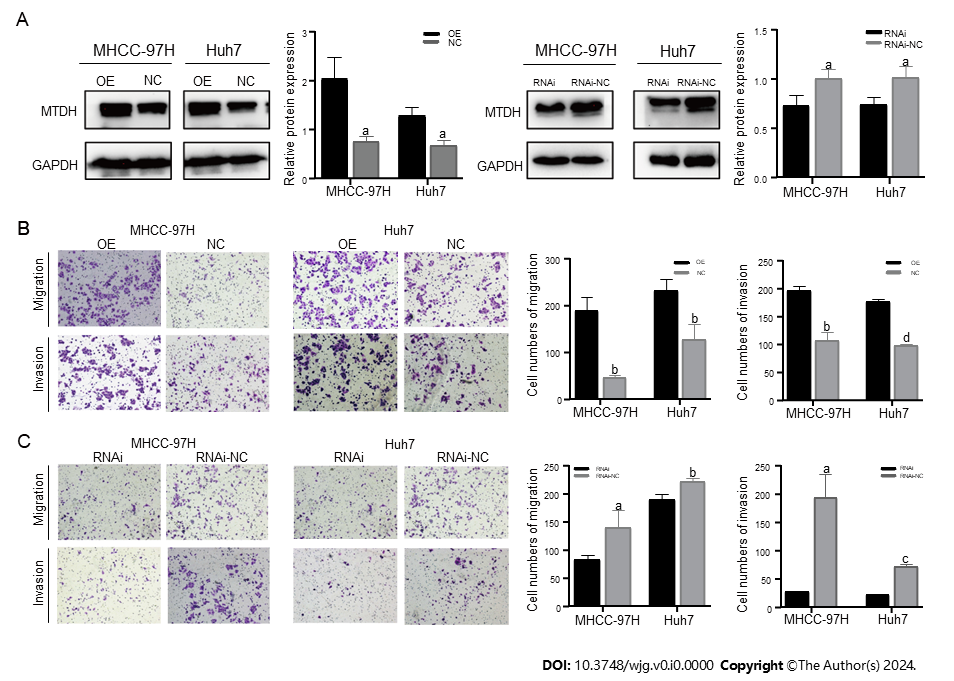 A
MHCC-97H Huh7
OE NC OE NC
MTDH
GAPDH
Relative protein expression
3
2
1
0
OE
NC
a a
MHCC-97H Huh7
MHCC-97H Huh7
RNAi RNAi-NC RNAi RNAi-NC
MTDH
GAPDH
Relative protein expression
1.5
1.0
0.5
0.0
RNAi
RNAi-NC
a a
MHCC-97H Huh7
B
MHCC-97H Huh7
OE NC OE NC
Migration
Invasion
Cell numbers of migration
300
200
100
0
OE
NC
b b
MHCC-97H Huh7
Cell numbers of invasion
250
200
150
100
50
0
OE
NC
b d
MHCC-97H Huh7
C
MHCC-97H Huh7
RNAi RNAi-NC RNAi RNAi-NC
Migration
Invasion
Cell numbers of migration
250
200
150
100
50
0
RNAi
RNAi-NC
a b
MHCC-97H Huh7
Cell numbers of invasion
250
200
150
100
50
0
RNAi
RNAi-NC
a c
MHCC-97H Huh7
DOI: 10.3748/wjg.v0.i0.0000 Copyright ©The Author(s) 2024.